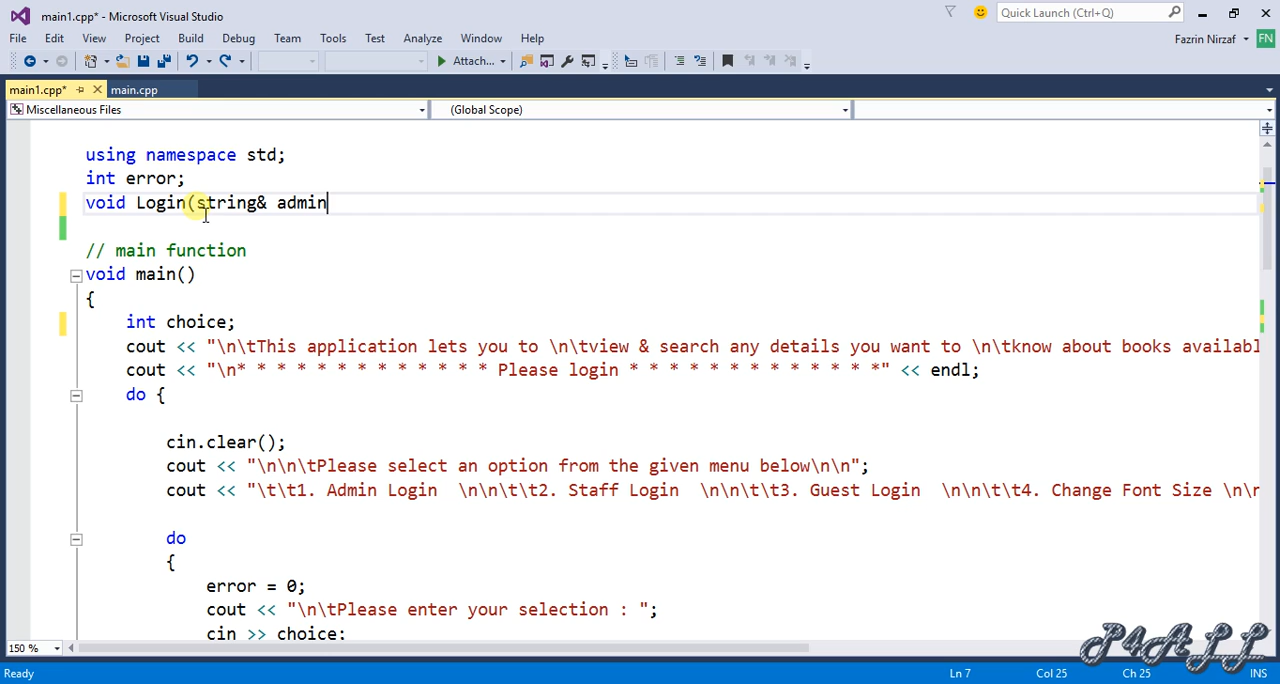 main1.cpp* - Microsoft Visual Studio
Quick Launch (Ctrl+Q)
File Edit View Project Build Debug Team Tools Test Analyze Window Help
Fazrin Nirzaf FN
Attach...
main1.cpp* main.cpp
Miscellaneous Files (Global Scope)
using namespace std;
int error;
void Login(string& admin
// main function
void main()
{
int choice;
cout << "\n\tThis application lets you to \n\tview & search any details you want to \n\tknow about books availabl
cout << "\n* * * * * * * * * * * * * Please login * * * * * * * * * * * * *" << endl;
do {
cin.clear();
cout << "\n\n\tPlease select an option from the given menu below\n\n";
cout << "\t\t1. Admin Login  \n\n\t\t2. Staff Login  \n\n\t\t3. Guest Login  \n\n\t\t4. Change Font Size \n\n
do
{
error = 0;
cout << "\n\tPlease enter your selection : ";
cin >> choice;
150 %
P4ALL
Ready Ln 7 Col 25 Ch 25 INS